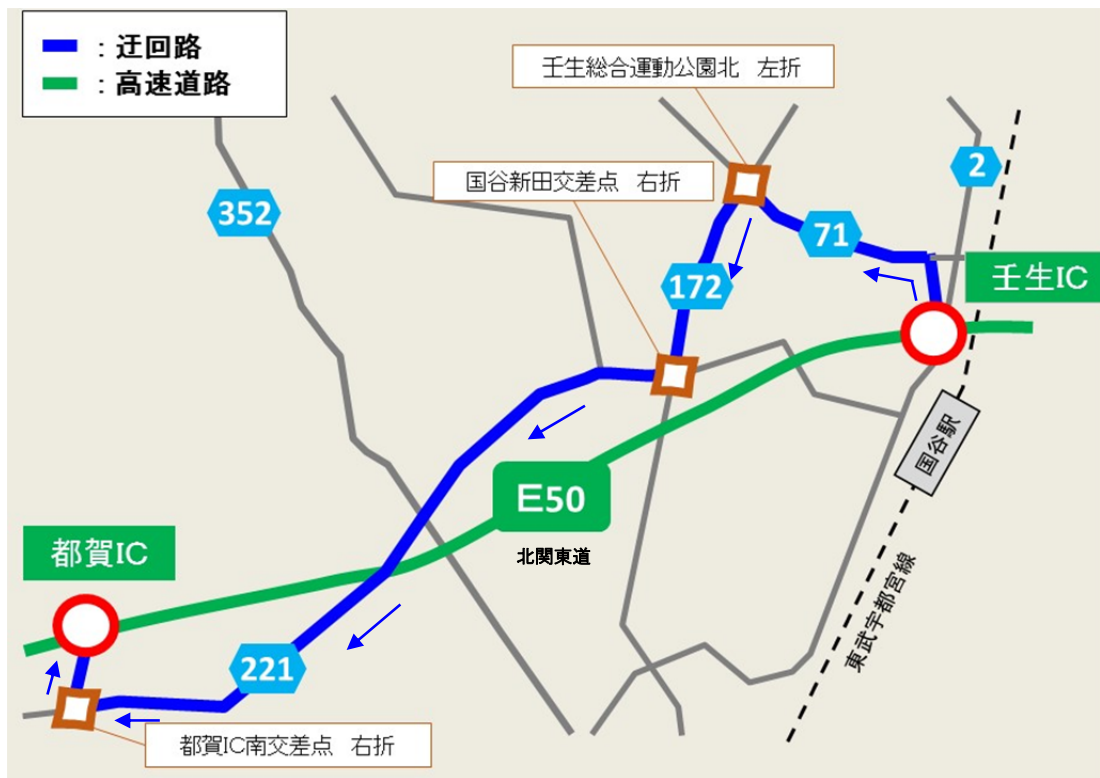 ：迂回路
：高速道路
壬生総合運動公園北　左折
国谷新田交差点　右折
2
352
71
172
壬生IC
国谷駅
E50
北関東道
都賀IC
東武宇都宮線
221
都賀IC南交差点　右折